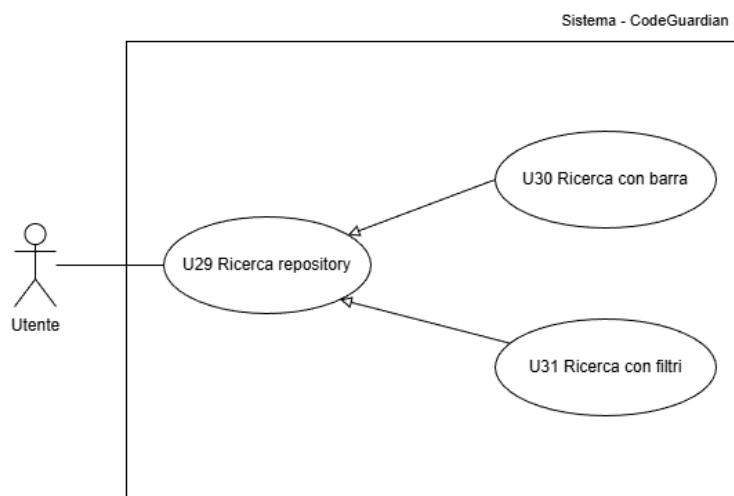 Sistema - CodeGuardian
U30 Ricerca con barra
U29 Ricerca repository
Utente
U31 Ricerca con filtri